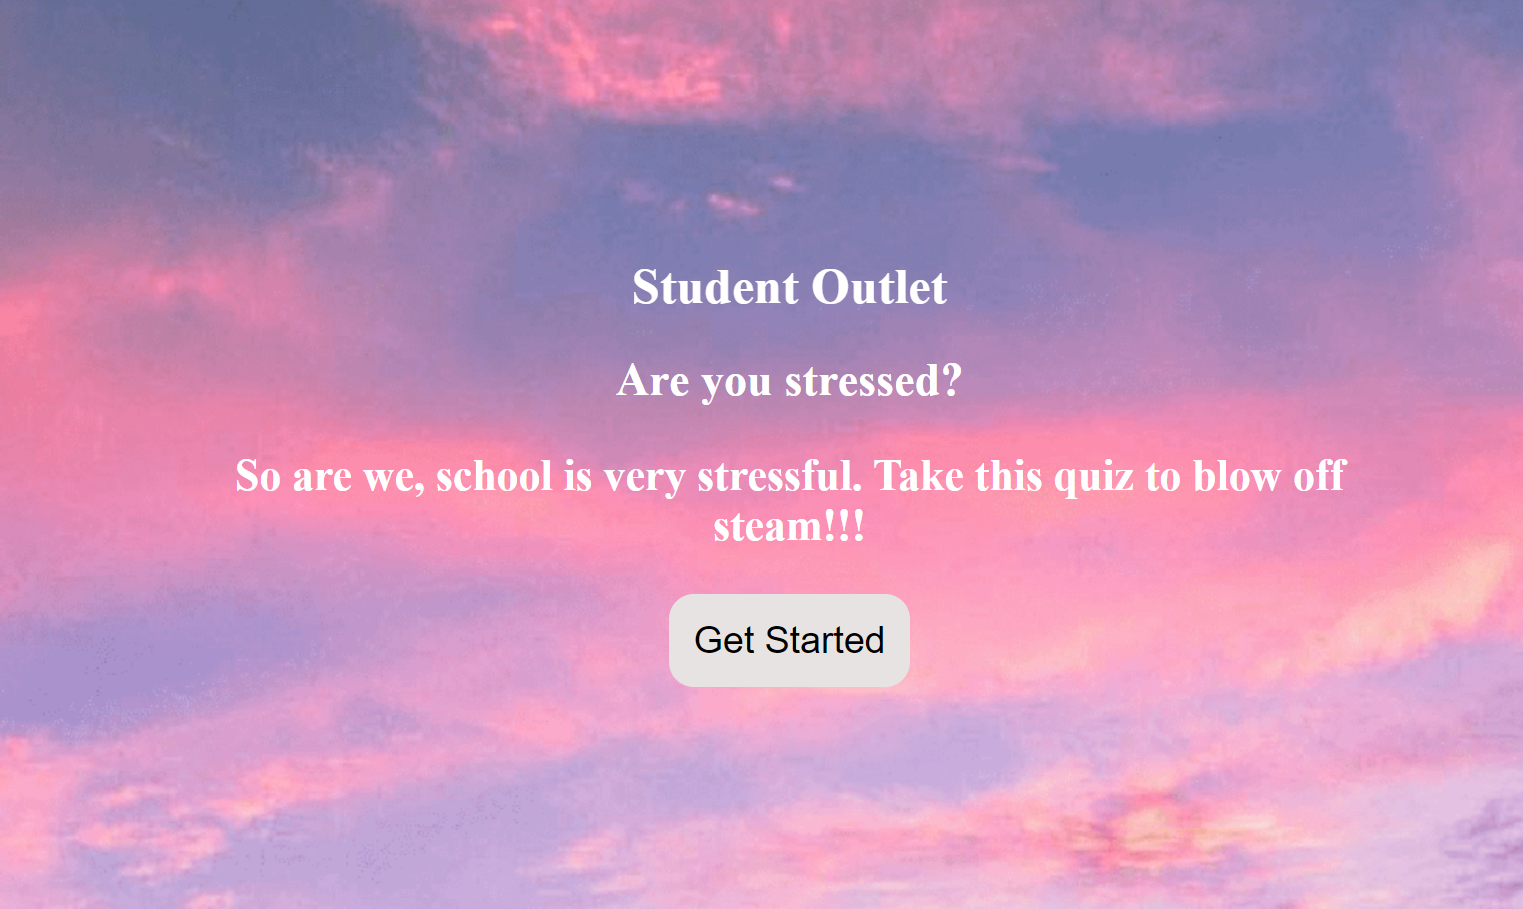 Student Outlet
Are you stressed?
So are we, school is very stressful. Take this quiz to blow off
steam!!!
Get Started